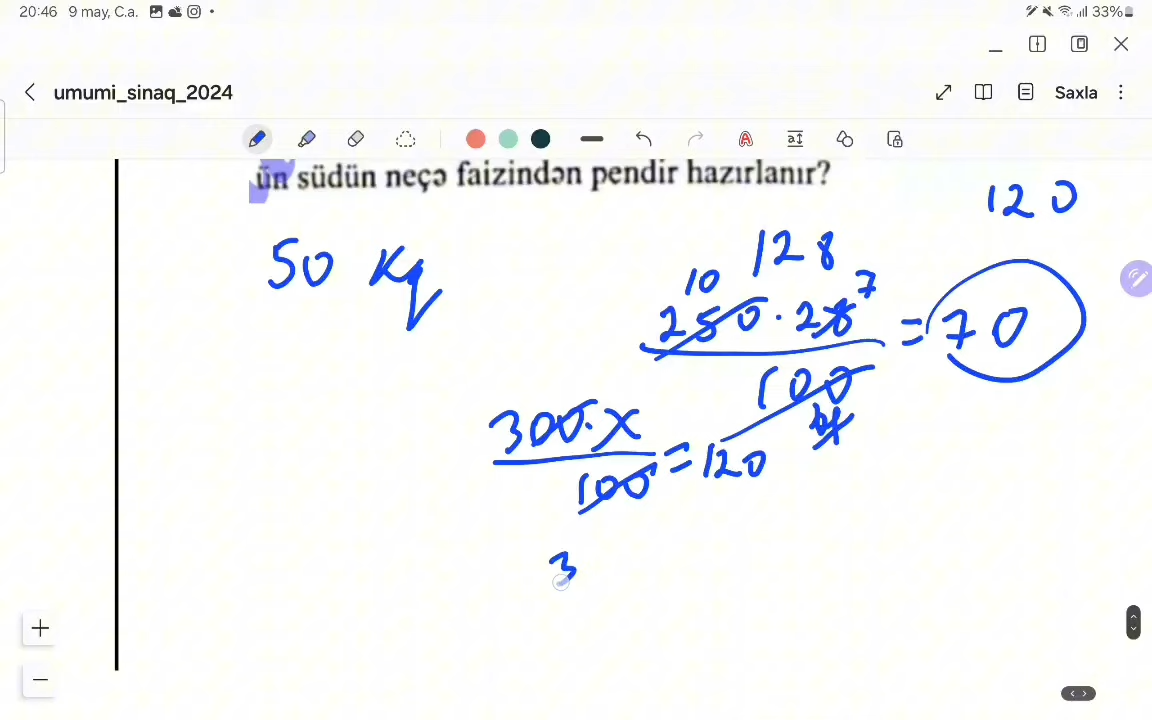 20:46 9 may, C.a. 33%
umumi_sinaq_2024 Saxla
ün südün neçə faizindən pendir hazırlanır?
120
50 Kq
128
10 7
250 · 28 = 70
100
300 · x = 120
100
3